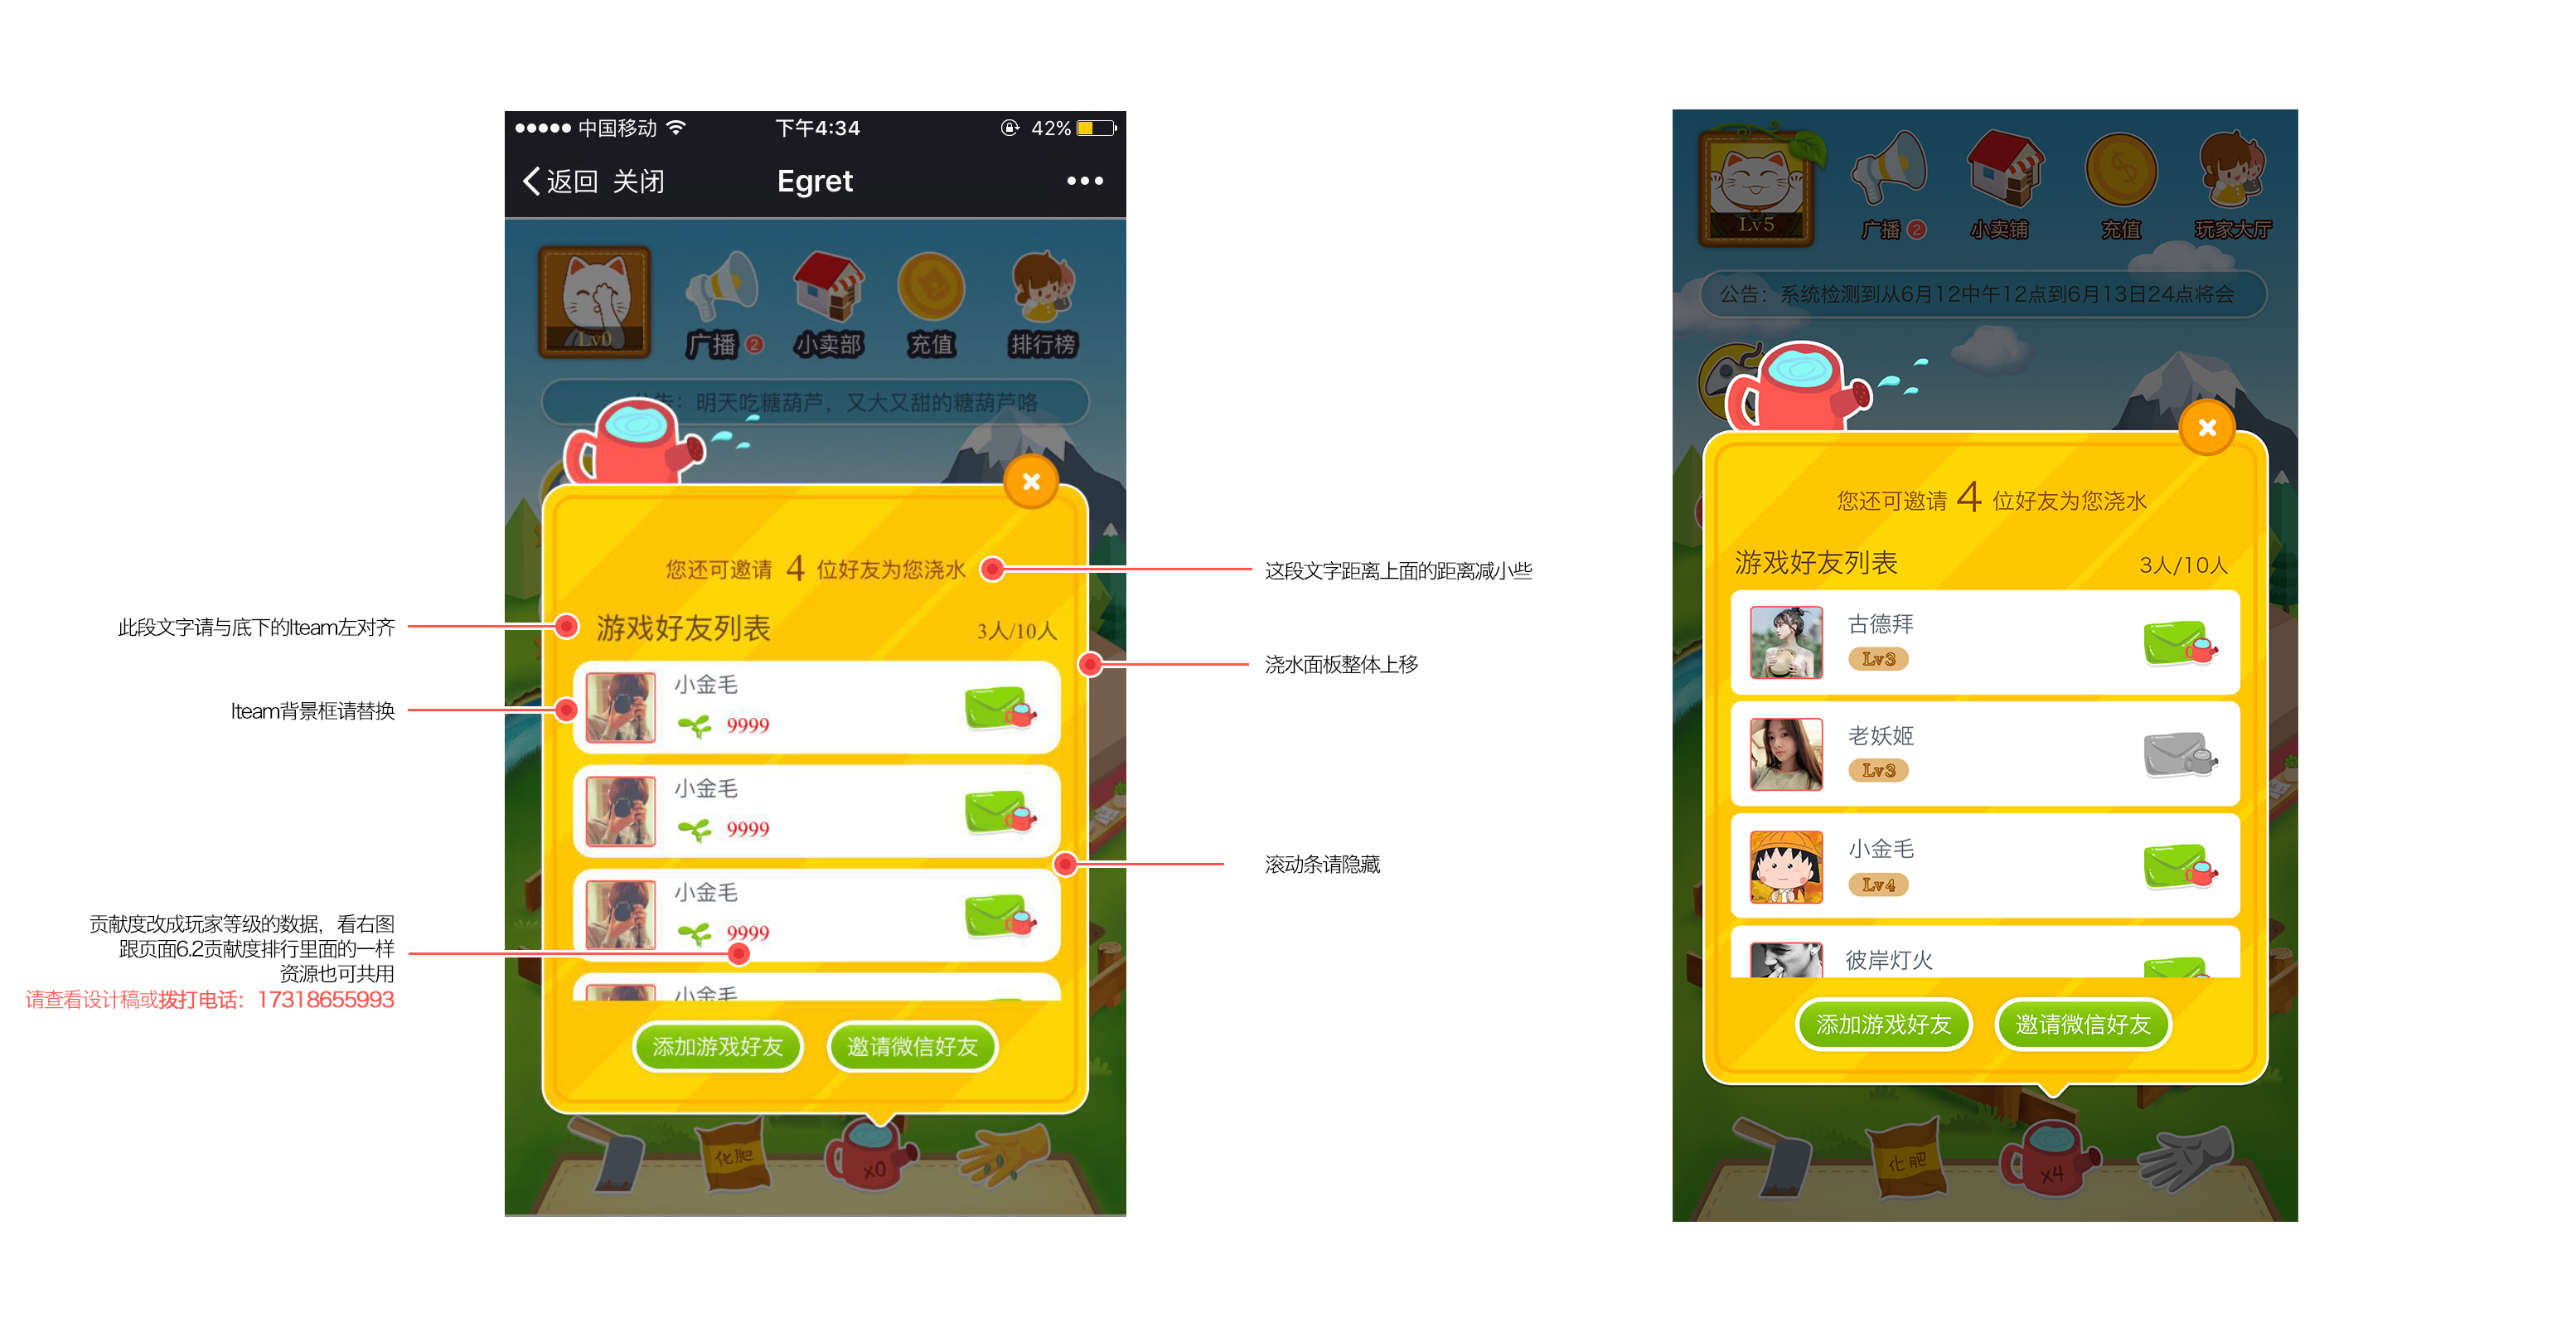 中国移动 下午4:34 42%
返回 关闭 Egret
Lv0
广播 2 小卖部 充值 排行榜
告：明天吃糖葫芦，又大又甜的糖葫芦咯
您还可邀请 4 位好友为您浇水
游戏好友列表 3人/10人
小金毛
9999
小金毛
9999
小金毛
9999
小金毛
添加游戏好友 邀请微信好友
化肥 x0
此段文字请与底下的Iteam左对齐
Iteam背景框请替换
贡献度改成玩家等级的数据，看右图
跟页面6.2贡献度排行里面的一样
资源也可共用
请查看设计稿或拨打电话：17318655993
这段文字距离上面的距离减小些
浇水面板整体上移
滚动条请隐藏
Lv5
广播 2 小卖铺 充值 玩家大厅
公告：系统检测到从6月12中午12点到6月13日24点将会
您还可邀请 4 位好友为您浇水
游戏好友列表 3人/10人
古德拜
Lv3
老妖姬
Lv3
小金毛
Lv4
彼岸灯火
添加游戏好友 邀请微信好友
化肥 x4